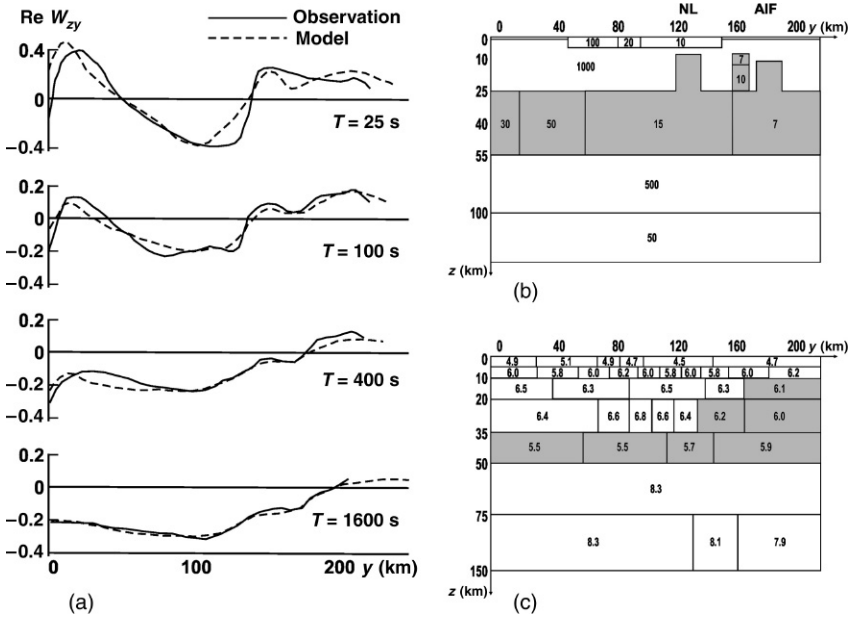 Re Wzy
Observation
Model
0.4
0
−0.4
T = 25 s
0.2
0
−0.2
−0.4
T = 100 s
0.2
0
−0.2
−0.4
T = 400 s
0.2
0
−0.2
−0.4
T = 1600 s
0 100 200 y (km)
(a)
NL AlF
0 40 80 120 160 200 y (km)
0
10
25
40
55
100
z (km)
100 20 10
1000
7
10
30 50 15 7
500
50
(b)
0 40 80 120 160 200 y (km)
0
10
20
35
50
75
150
z (km)
4.9 5.1 4.9 4.7 4.5 4.7
6.0 5.8 6.0 6.2 6.0 5.8 6.0 5.8 6.0 6.2
6.5 6.3 6.5 6.3 6.1
6.4 6.6 6.8 6.6 6.4 6.2 6.0
5.5 5.5 5.7 5.9
8.3
8.3 8.1 7.9
(c)